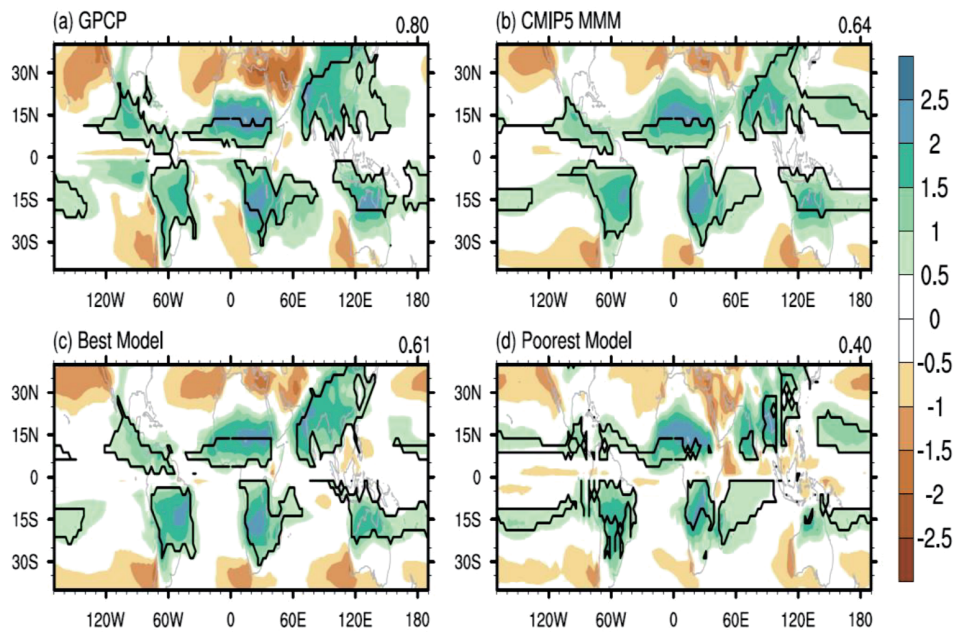 (a) GPCP 0.80
30N
15N
0
15S
30S
120W 60W 0 60E 120E 180
(b) CMIP5 MMM 0.64
30N
15N
0
15S
30S
120W 60W 0 60E 120E 180
(c) Best Model 0.61
30N
15N
0
15S
30S
120W 60W 0 60E 120E 180
(d) Poorest Model 0.40
30N
15N
0
15S
30S
120W 60W 0 60E 120E 180
2.5
2
1.5
1
0.5
0
-0.5
-1
-1.5
-2
-2.5